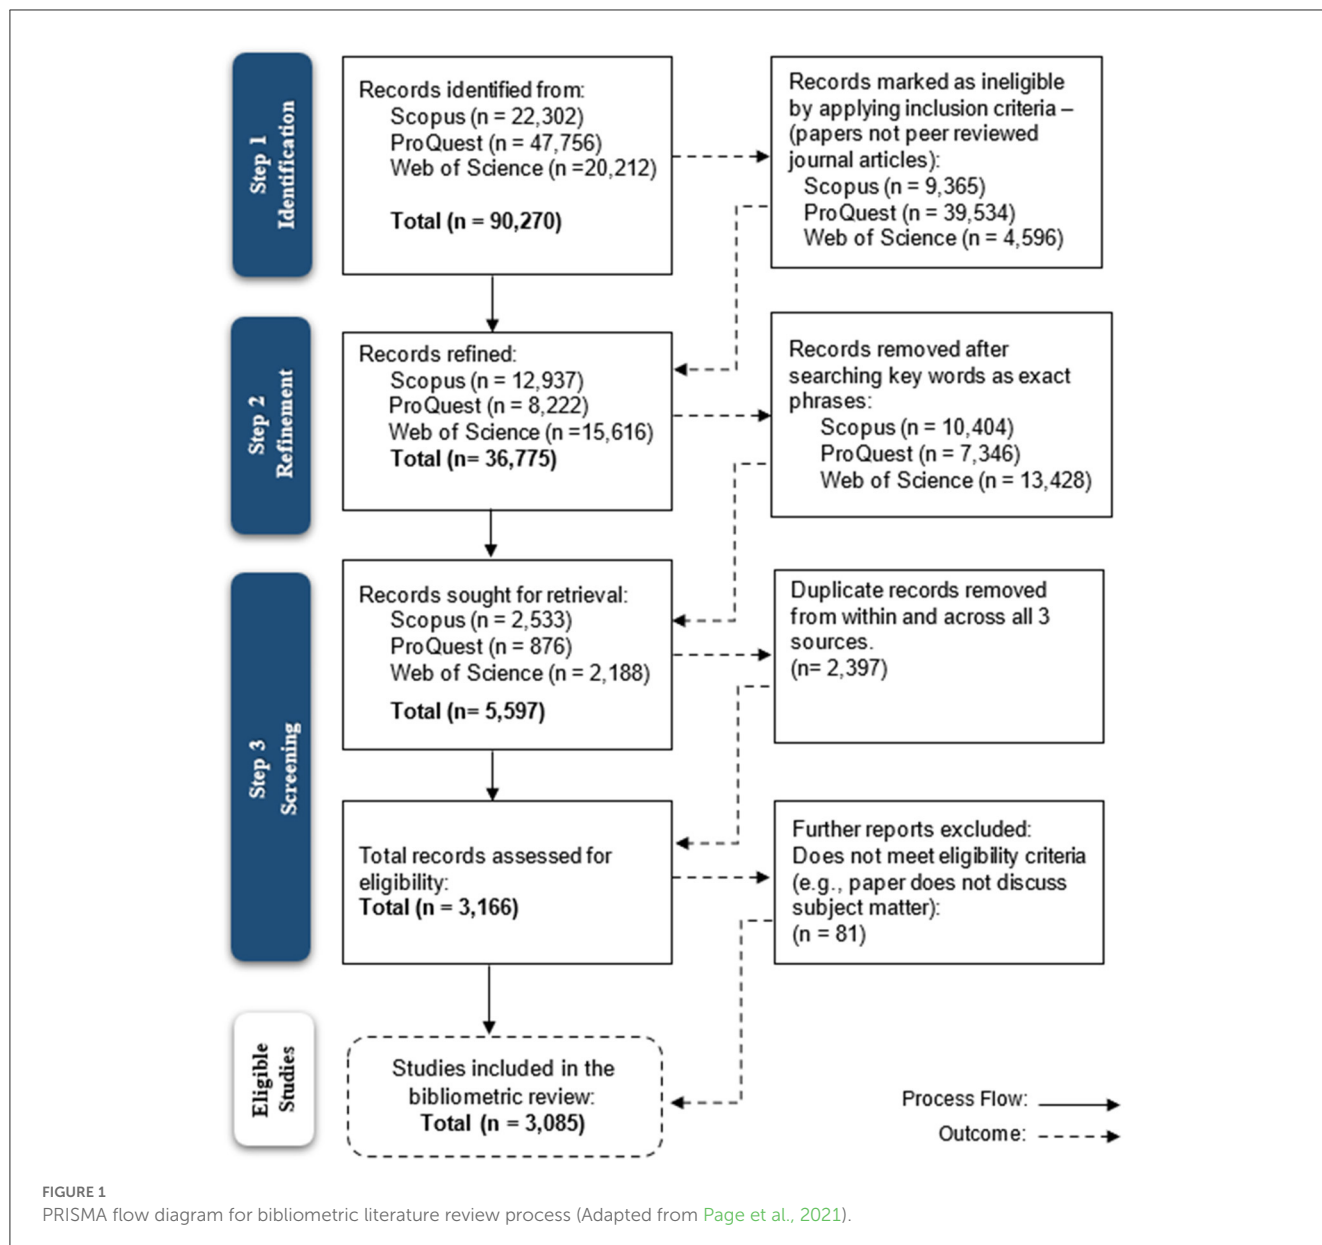 Step 1
Identification
Records identified from:
Scopus (n = 22,302)
ProQuest (n = 47,756)
Web of Science (n =20,212)
Total (n = 90,270)
Records marked as ineligible
by applying inclusion criteria –
(papers not peer reviewed
journal articles):
Scopus (n = 9,365)
ProQuest (n = 39,534)
Web of Science (n = 4,596)
Step 2
Refinement
Records refined:
Scopus (n = 12,937)
ProQuest (n = 8,222)
Web of Science (n =15,616)
Total (n= 36,775)
Records removed after
searching key words as exact
phrases:
Scopus (n = 10,404)
ProQuest (n = 7,346)
Web of Science (n = 13,428)
Step 3
Screening
Records sought for retrieval:
Scopus (n = 2,533)
ProQuest (n = 876)
Web of Science (n = 2,188)
Total (n= 5,597)
Duplicate records removed
from within and across all 3
sources.
(n= 2,397)
Total records assessed for
eligibility:
Total (n = 3,166)
Further reports excluded:
Does not meet eligibility criteria
(e.g., paper does not discuss
subject matter):
(n = 81)
Eligible
Studies
Studies included in the
bibliometric review:
Total (n = 3,085)
Process Flow:
Outcome:
FIGURE 1
PRISMA flow diagram for bibliometric literature review process (Adapted from Page et al., 2021).